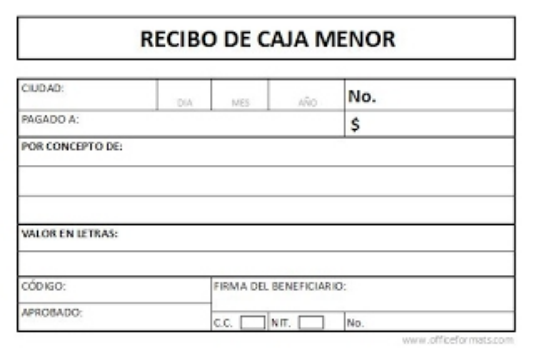 RECIBO DE CAJA MENOR
CIUDAD: DIA MES AÑO No.
PAGADO A: $
POR CONCEPTO DE:
VALOR EN LETRAS:
CÓDIGO: FIRMA DEL BENEFICIARIO:
APROBADO:
C.C. NIT. No.
www.officeformats.com